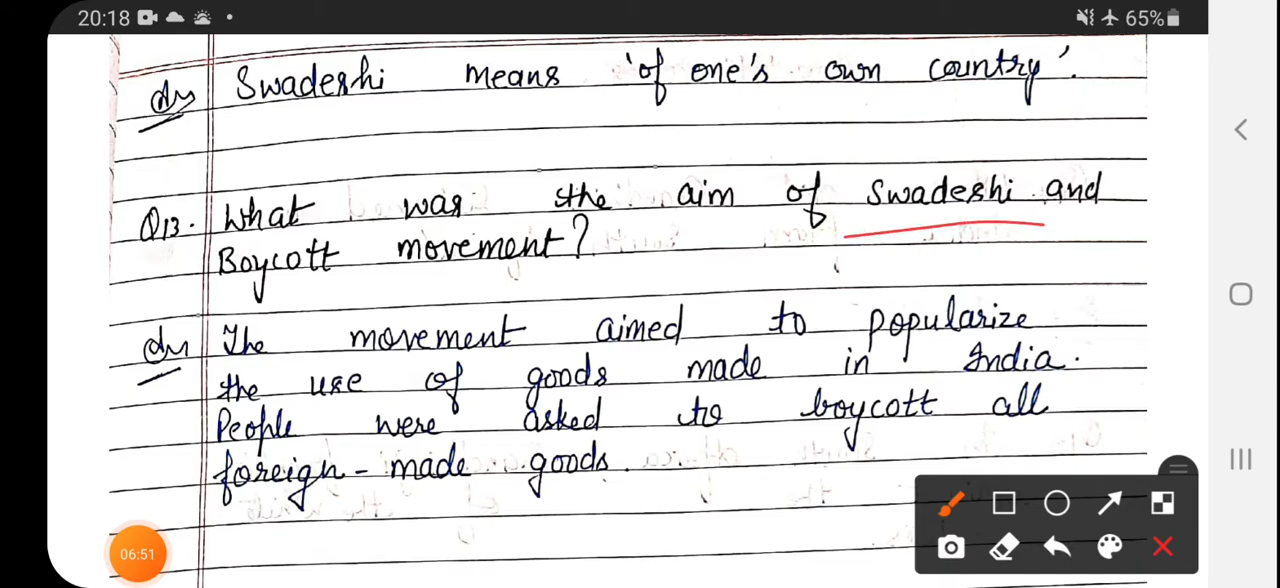 20:18
65%
Ans Swadeshi means 'of one's own country'.
Q13. What was the aim of Swadeshi and
Boycott movement?
Ans The movement aimed to popularize
the use of goods made in India.
People were asked to boycott all
foreign-made goods.
06:51